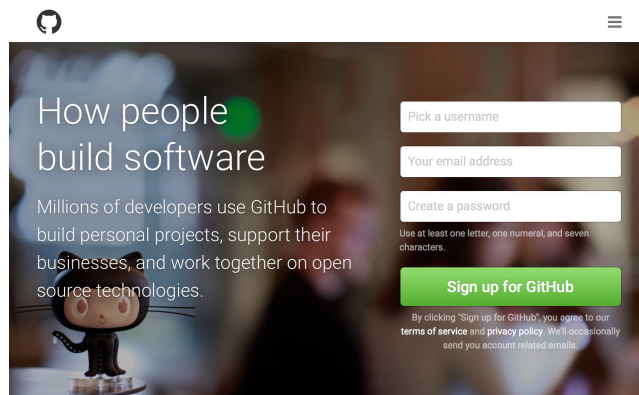 How people
build software
Millions of developers use GitHub to
build personal projects, support their
businesses, and work together on open
source technologies.
Pick a username
Your email address
Create a password
Use at least one letter, one numeral, and seven
characters.
Sign up for GitHub
By clicking "Sign up for GitHub", you agree to our
terms of service and privacy policy. We'll occasionally
send you account related emails.